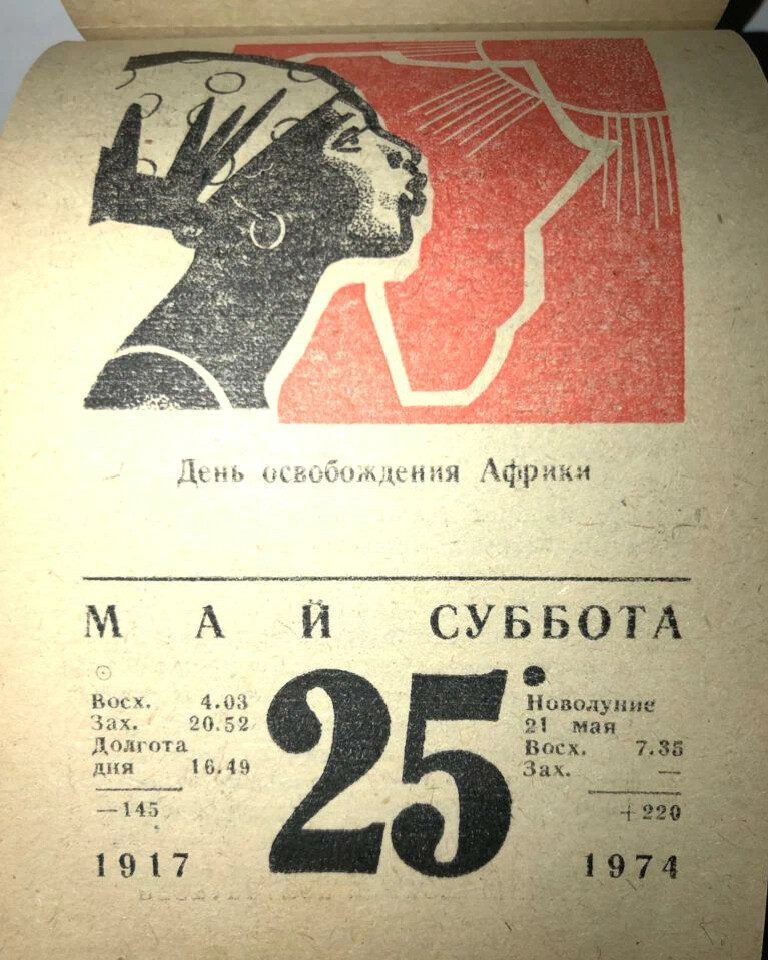 День освобождения Африки
МАЙ СУББОТА
25
Восх. 4.03
Зах. 20.52
Долгота
дня 16.49
—145
1917
Новолуние
21 мая
Восх. 7.35
Зах. —
+220
1974